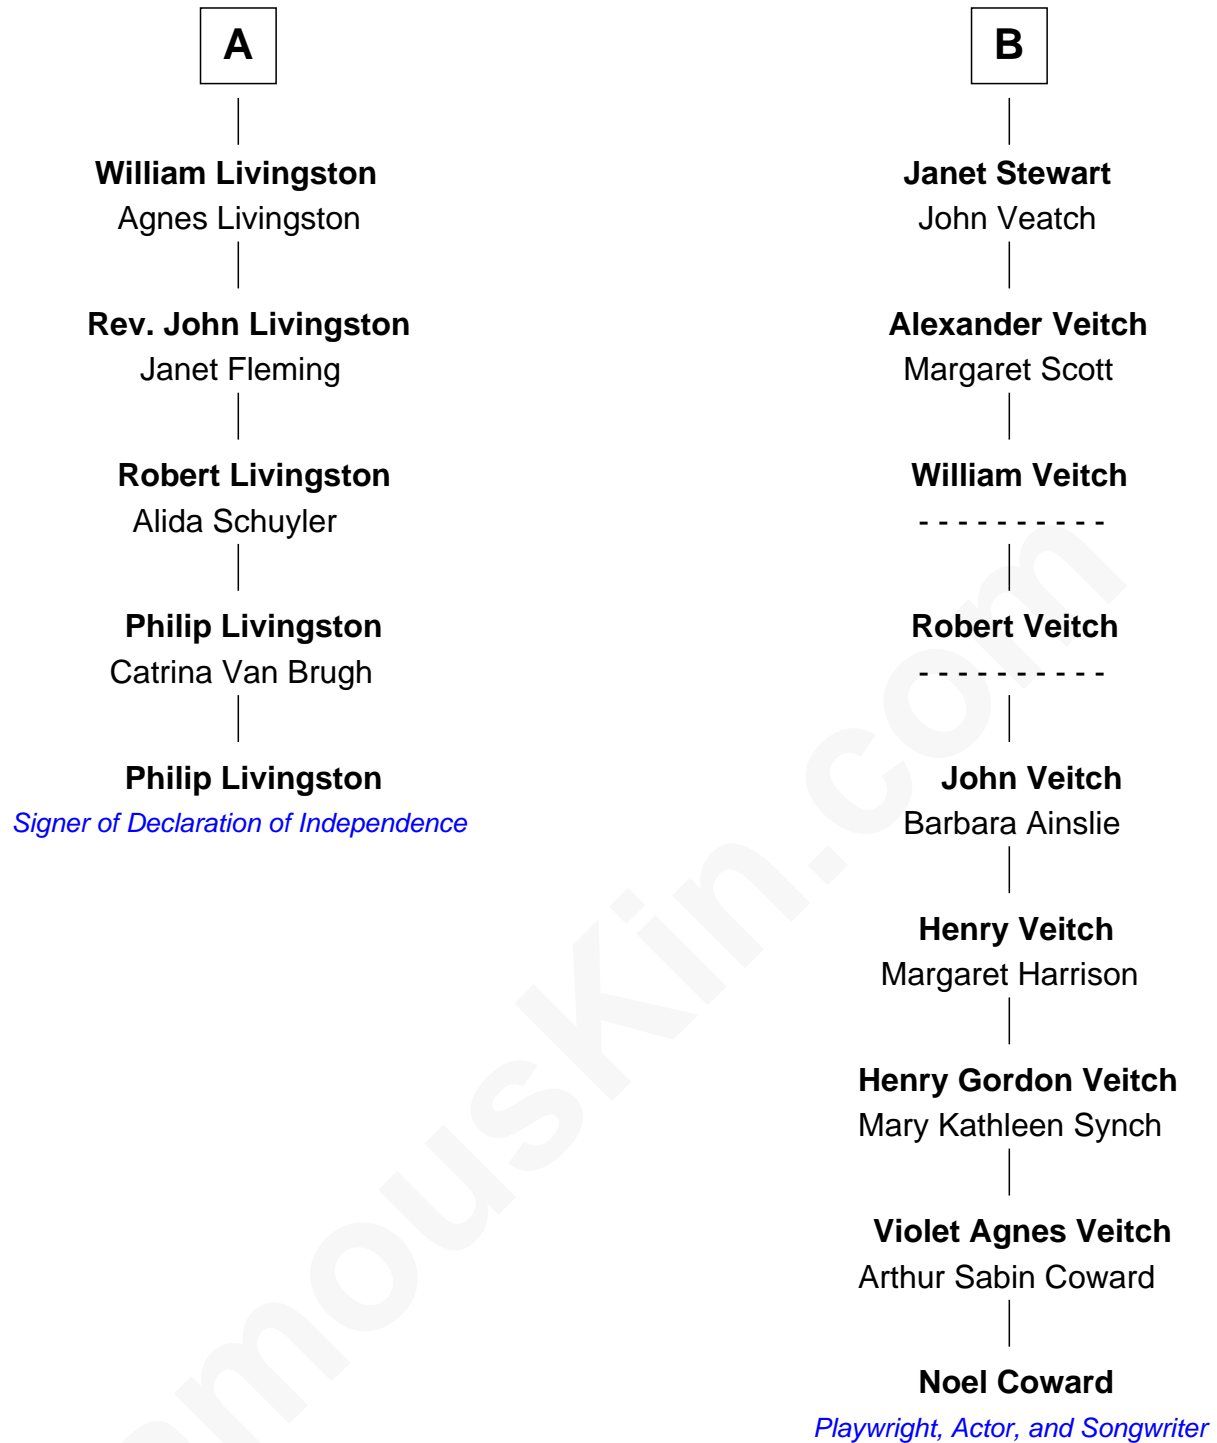 A
William Livingston
Agnes Livingston
Rev. John Livingston
Janet Fleming
Robert Livingston
Alida Schuyler
Philip Livingston
Catrina Van Brugh
Philip Livingston
Signer of Declaration of Independence
B
Janet Stewart
John Veatch
Alexander Veitch
Margaret Scott
William Veitch
- - - - - - - - - -
Robert Veitch
- - - - - - - - - -
John Veitch
Barbara Ainslie
Henry Veitch
Margaret Harrison
Henry Gordon Veitch
Mary Kathleen Synch
Violet Agnes Veitch
Arthur Sabin Coward
Noel Coward
Playwright, Actor, and Songwriter
amouskin.com